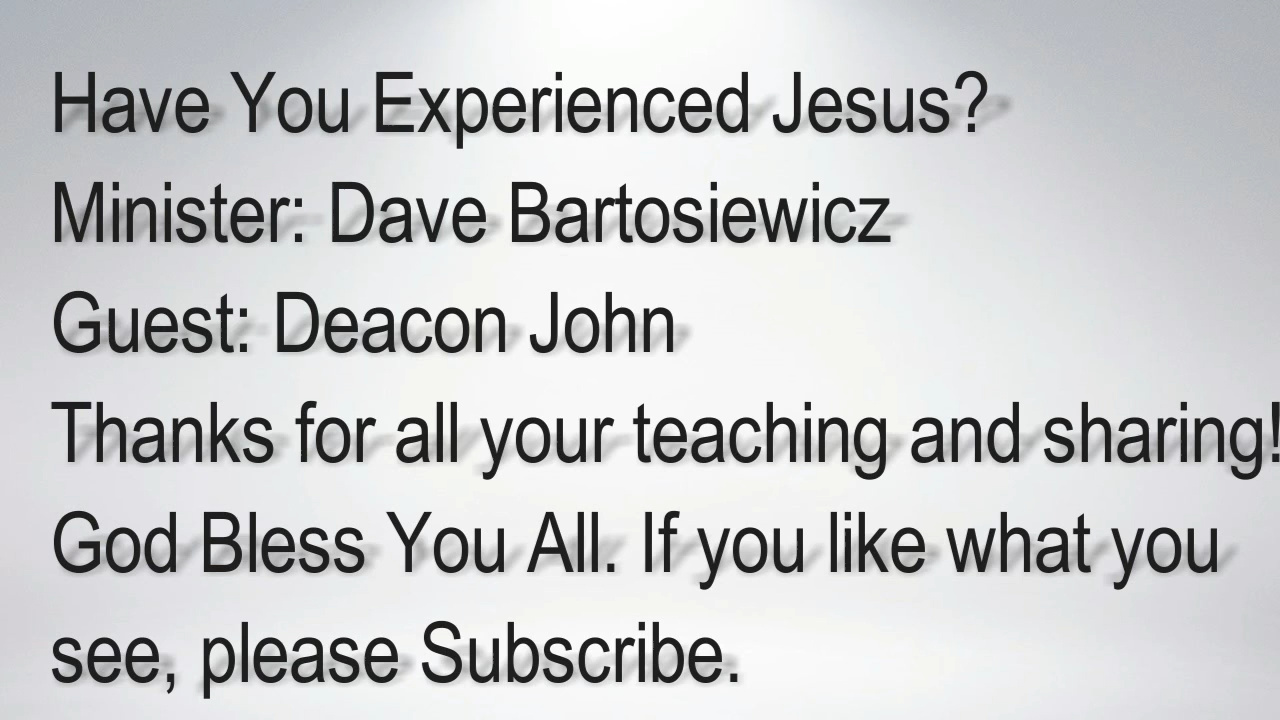 Have You Experienced Jesus?
Minister: Dave Bartosiewicz
Guest: Deacon John
Thanks for all your teaching and sharing!
God Bless You All. If you like what you
see, please Subscribe.